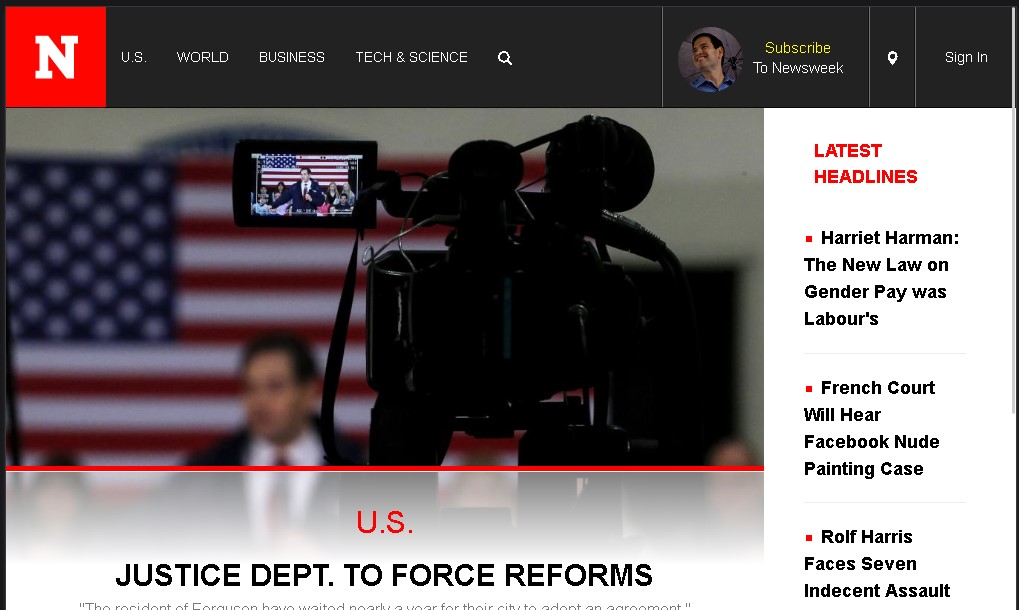 N
U.S.
WORLD
BUSINESS
TECH & SCIENCE
Subscribe
To Newsweek
Sign In
LATEST
HEADLINES
Harriet Harman:
The New Law on
Gender Pay was
Labour's
French Court
Will Hear
Facebook Nude
Painting Case
Rolf Harris
Faces Seven
Indecent Assault
U.S.
JUSTICE DEPT. TO FORCE REFORMS
"The resident of Ferguson have waited nearly a year for their city to adopt an agreement."